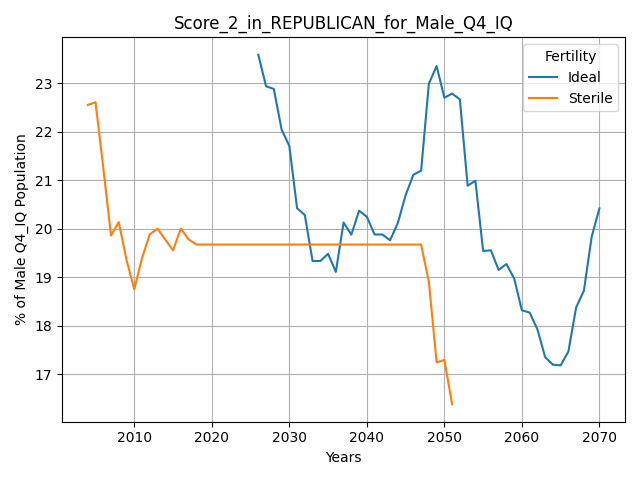 Score_2_in_REPUBLICAN_for_Male_Q4_IQ
Fertility
Ideal
Sterile
% of Male Q4_IQ Population
23
22
21
20
19
18
17
2010
2020
2030
2040
2050
2060
2070
Years